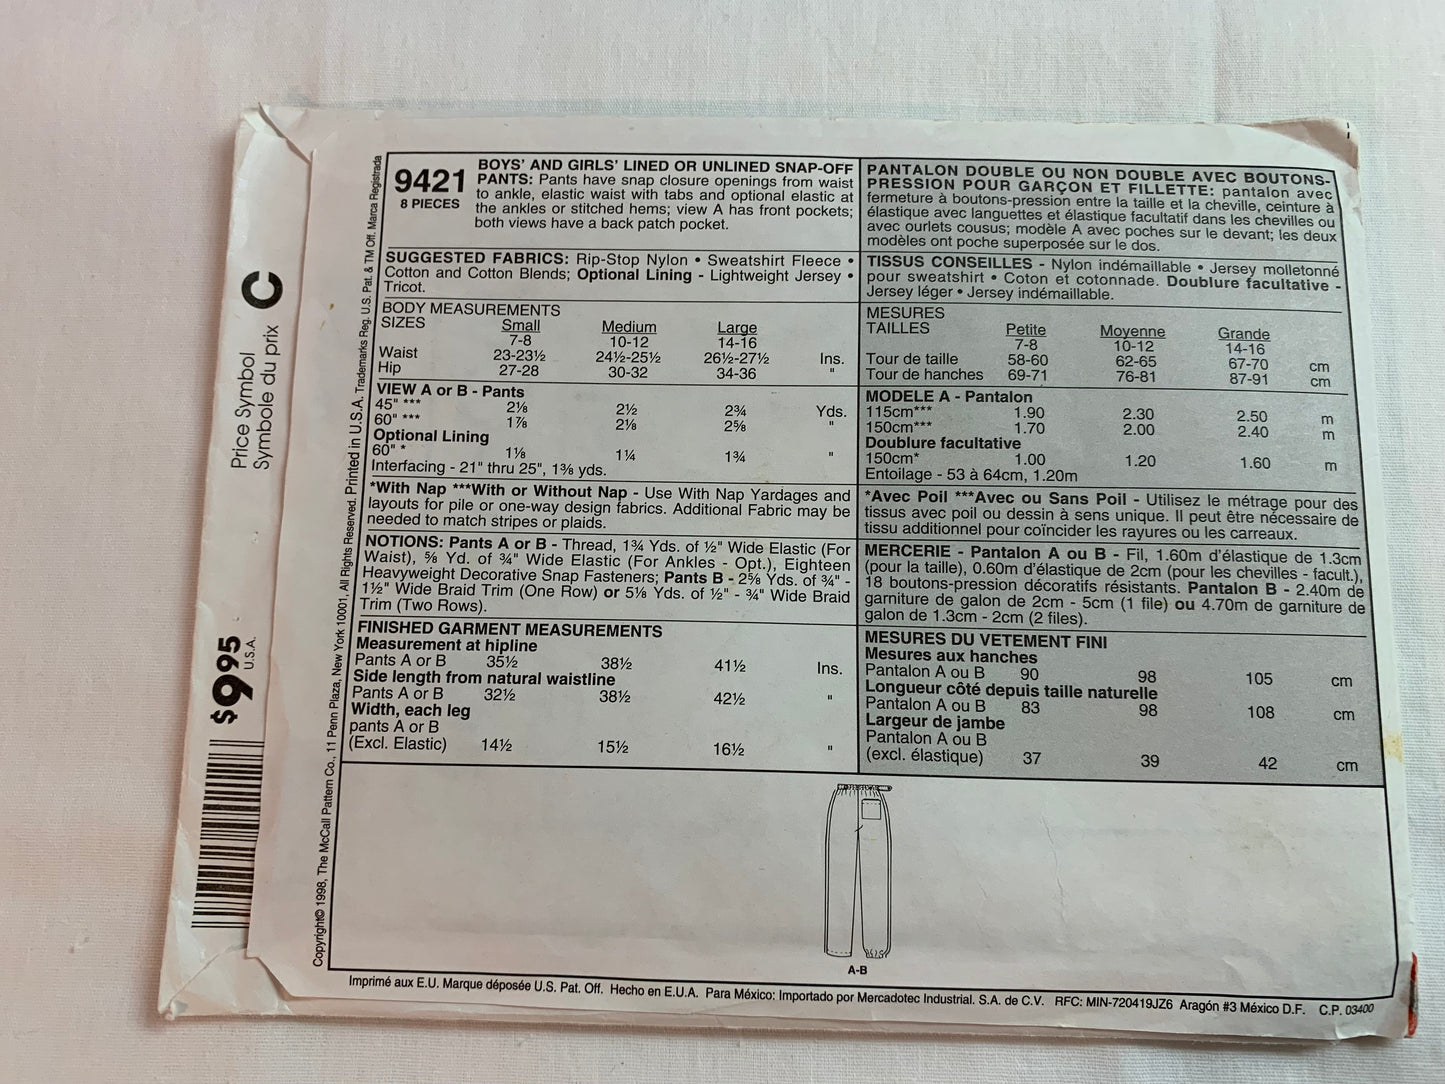 9421
8 PIECES
BOYS' AND GIRLS' LINED OR UNLINED SNAP-OFF
PANTS: Pants have snap closure openings from waist
to ankle, elastic waist with tabs and optional elastic at
the ankles or stitched hems; view A has front pockets;
both views have a back patch pocket.
SUGGESTED FABRICS: Rip-Stop Nylon • Sweatshirt Fleece •
Cotton and Cotton Blends; Optional Lining - Lightweight Jersey •
Tricot.
BODY MEASUREMENTS
SIZES Small Medium Large
7-8 10-12 14-16
Waist 23-23½ 24½-25½ 26½-27½ Ins.
Hip 27-28 30-32 34-36 "
VIEW A or B - Pants
45" *** 2⅛ 2½ 2¾ Yds.
60" *** 1⅞ 2⅛ 2⅝ "
Optional Lining
60" * 1⅛ 1¼ 1¾ "
Interfacing - 21" thru 25", 1⅜ yds.
*With Nap ***With or Without Nap - Use With Nap Yardages and
layouts for pile or one-way design fabrics. Additional Fabric may be
needed to match stripes or plaids.
NOTIONS: Pants A or B - Thread, 1¾ Yds. of ½" Wide Elastic (For
Waist), ⅝ Yd. of ¾" Wide Elastic (For Ankles - Opt.), Eighteen
Heavyweight Decorative Snap Fasteners; Pants B - 2⅝ Yds. of ¾" -
1½" Wide Braid Trim (One Row) or 5⅛ Yds. of ½" - ¾" Wide Braid
Trim (Two Rows).
FINISHED GARMENT MEASUREMENTS
Measurement at hipline
Pants A or B 35½ 38½ 41½ Ins.
Side length from natural waistline
Pants A or B 32½ 38½ 42½ "
Width, each leg
pants A or B
(Excl. Elastic) 14½ 15½ 16½ "
PANTALON DOUBLE OU NON DOUBLE AVEC BOUTONS-
PRESSION POUR GARÇON ET FILLETTE: pantalon avec
fermeture à boutons-pression entre la taille et la cheville, ceinture à
élastique avec languettes et élastique facultatif dans les chevilles ou
avec ourlets cousus; modèle A avec poches sur le devant; les deux
modèles ont poche superposée sur le dos.
TISSUS CONSEILLES - Nylon indémaillable • Jersey molletonné
pour sweatshirt • Coton et cotonnade. Doublure facultative -
Jersey léger • Jersey indémaillable.
MESURES
TAILLES Petite Moyenne Grande
7-8 10-12 14-16
Tour de taille 58-60 62-65 67-70 cm
Tour de hanches 69-71 76-81 87-91 cm
MODELE A - Pantalon
115cm*** 1.90 2.30 2.50 m
150cm*** 1.70 2.00 2.40 m
Doublure facultative
150cm* 1.00 1.20 1.60 m
Entoilage - 53 à 64cm, 1.20m
*Avec Poil ***Avec ou Sans Poil - Utilisez le métrage pour des
tissus avec poil ou dessin à sens unique. Il peut être nécessaire de
tissu additionnel pour coïncider les rayures ou les carreaux.
MERCERIE - Pantalon A ou B - Fil, 1.60m d'élastique de 1.3cm
(pour la taille), 0.60m d'élastique de 2cm (pour les chevilles - facult.),
18 boutons-pression décoratifs résistants. Pantalon B - 2.40m de
garniture de galon de 2cm - 5cm (1 file) ou 4.70m de garniture de
galon de 1.3cm - 2cm (2 files).
MESURES DU VETEMENT FINI
Mesures aux hanches
Pantalon A ou B 90 98 105 cm
Longueur côté depuis taille naturelle
Pantalon A ou B 83 98 108 cm
Largeur de jambe
Pantalon A ou B
(excl. élastique) 37 39 42 cm
A-B
Imprimé aux E.U. Marque déposée U.S. Pat. Off. Hecho en E.U.A. Para México: Importado por Mercadotec Industrial. S.A. de C.V. RFC: MIN-720419JZ6 Aragón #3 México D.F. C.P. 03400
Copyright© 1998, The McCall Pattern Co., 11 Penn Plaza, New York 10001, All Rights Reserved. Printed in U.S.A. Trademarks Reg. U.S. Pat. & TM Off. Marca Registrada
Price Symbol
Symbole du prix
C
$9.95
U.S.A.